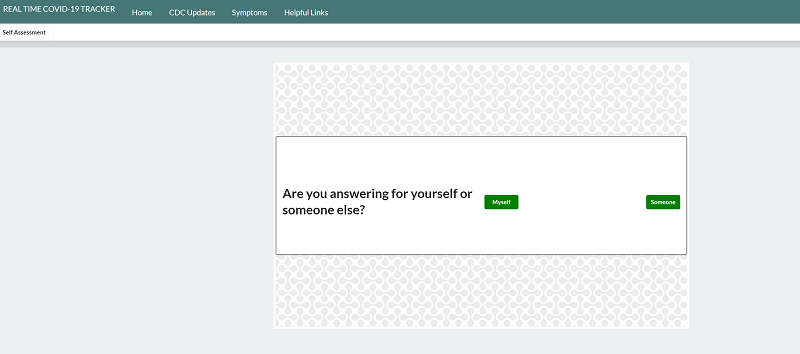 REAL TIME COVID-19 TRACKER
Home
CDC Updates
Symptoms
Helpful Links
Self Assessment
Are you answering for yourself or
someone else?
Myself
Someone